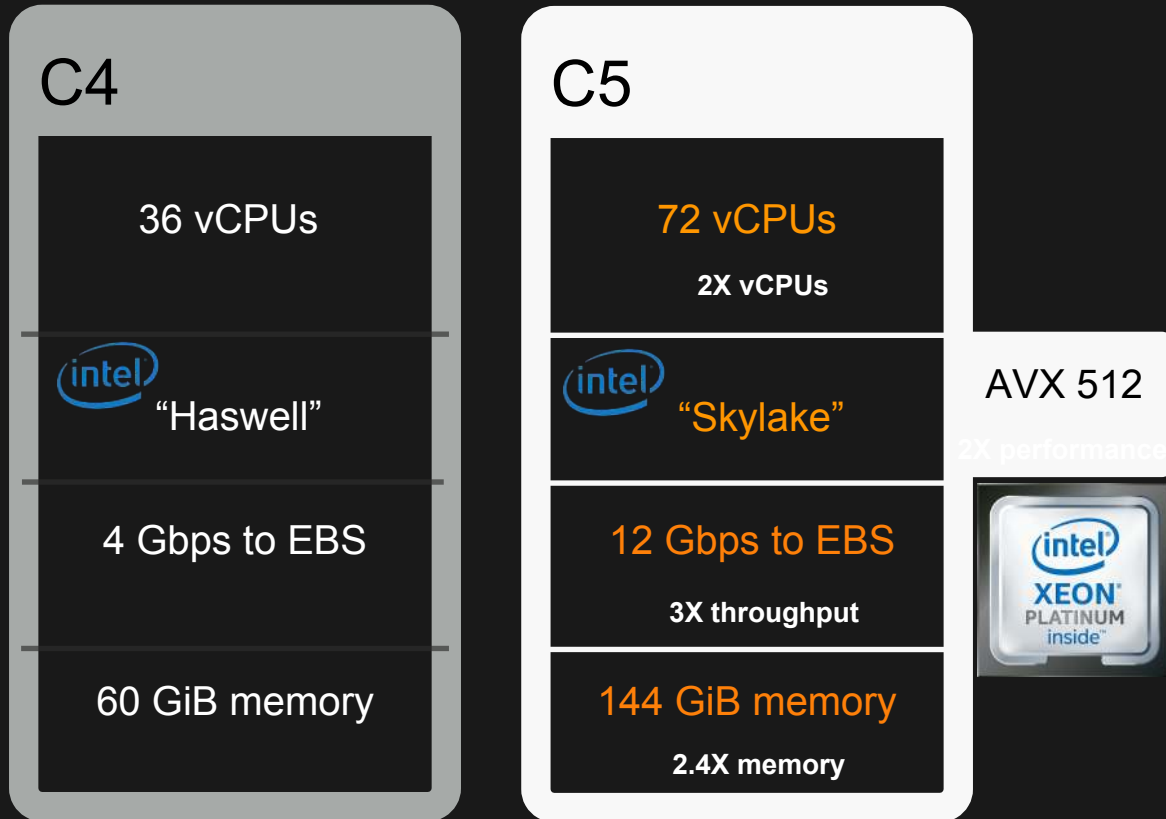 C4
36 vCPUs
intel
“Haswell”
4 Gbps to EBS
60 GiB memory
C5
72 vCPUs
2X vCPUs
intel
“Skylake”
12 Gbps to EBS
3X throughput
144 GiB memory
2.4X memory
AVX 512
2X performance
intel
XEON®
PLATINUM
inside™